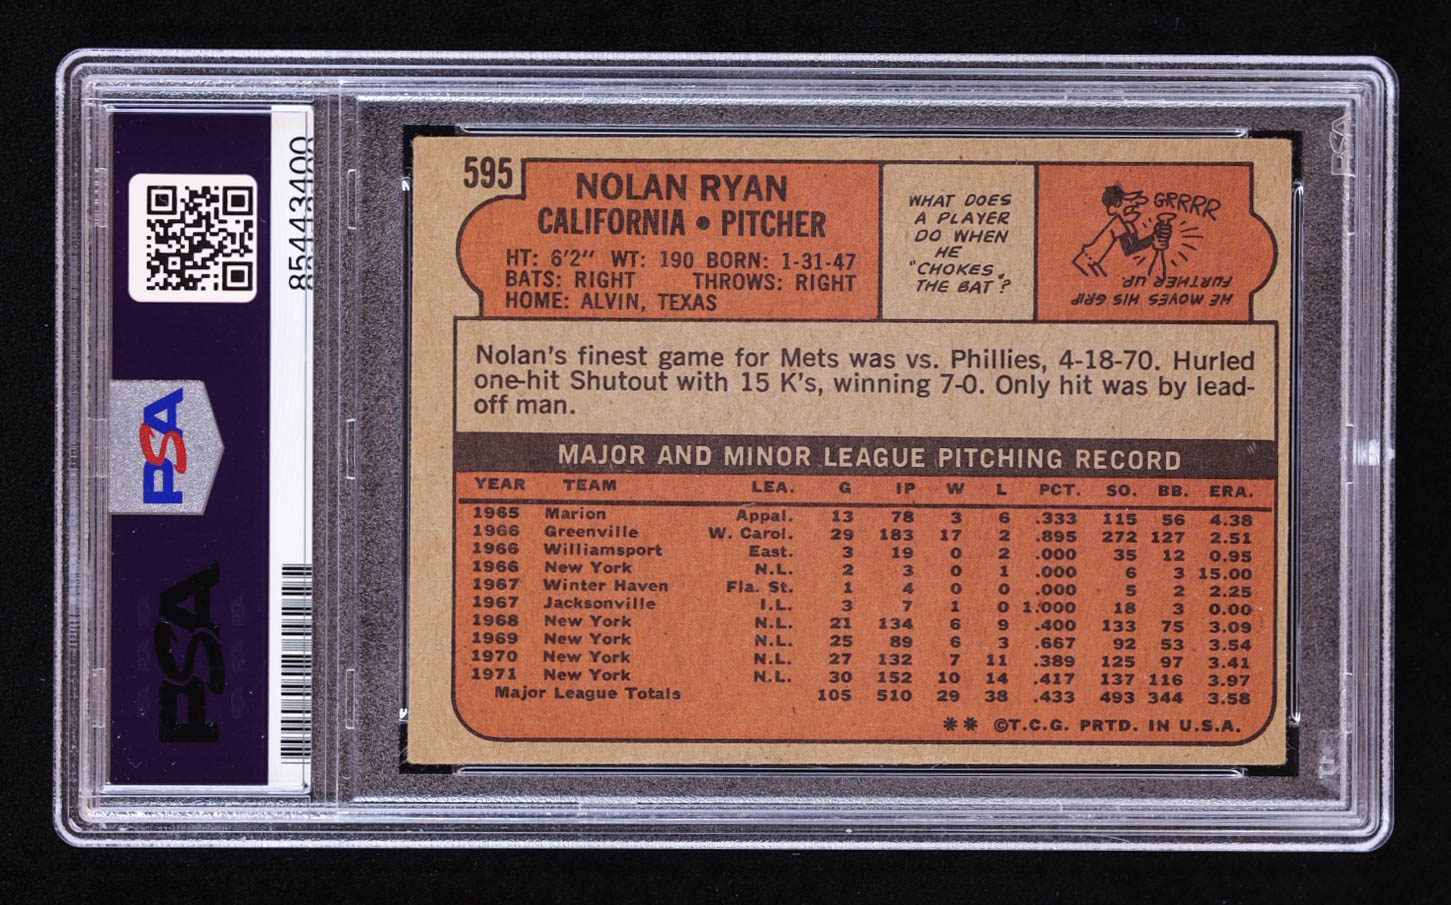 85443400
PSA
PSA
595
NOLAN RYAN
CALIFORNIA • PITCHER
HT: 6'2" WT: 190 BORN: 1-31-47
BATS: RIGHT THROWS: RIGHT
HOME: ALVIN, TEXAS
WHAT DOES
A PLAYER
DO WHEN
HE
"CHOKES"
THE BAT?
GRRRR
HE MOVES HIS GRIP
FURTHER UP.
Nolan's finest game for Mets was vs. Phillies, 4-18-70. Hurled
one-hit Shutout with 15 K's, winning 7-0. Only hit was by lead-
off man.
MAJOR AND MINOR LEAGUE PITCHING RECORD
YEAR TEAM LEA. G IP W L PCT. SO. BB. ERA.
1965 Marion Appal. 13 78 3 6 .333 115 56 4.38
1966 Greenville W. Carol. 29 183 17 2 .895 272 127 2.51
1966 Williamsport East. 3 19 0 2 .000 35 12 0.95
1966 New York N.L. 2 3 0 1 .000 6 3 15.00
1967 Winter Haven Fla. St. 1 4 0 0 .000 5 2 2.25
1967 Jacksonville I.L. 3 7 1 0 1.000 18 3 0.00
1968 New York N.L. 21 134 6 9 .400 133 75 3.09
1969 New York N.L. 25 89 6 3 .667 92 53 3.54
1970 New York N.L. 27 132 7 11 .389 125 97 3.41
1971 New York N.L. 30 152 10 14 .417 137 116 3.97
Major League Totals 105 510 29 38 .433 493 344 3.58
** ©T.C.G. PRTD. IN U.S.A.